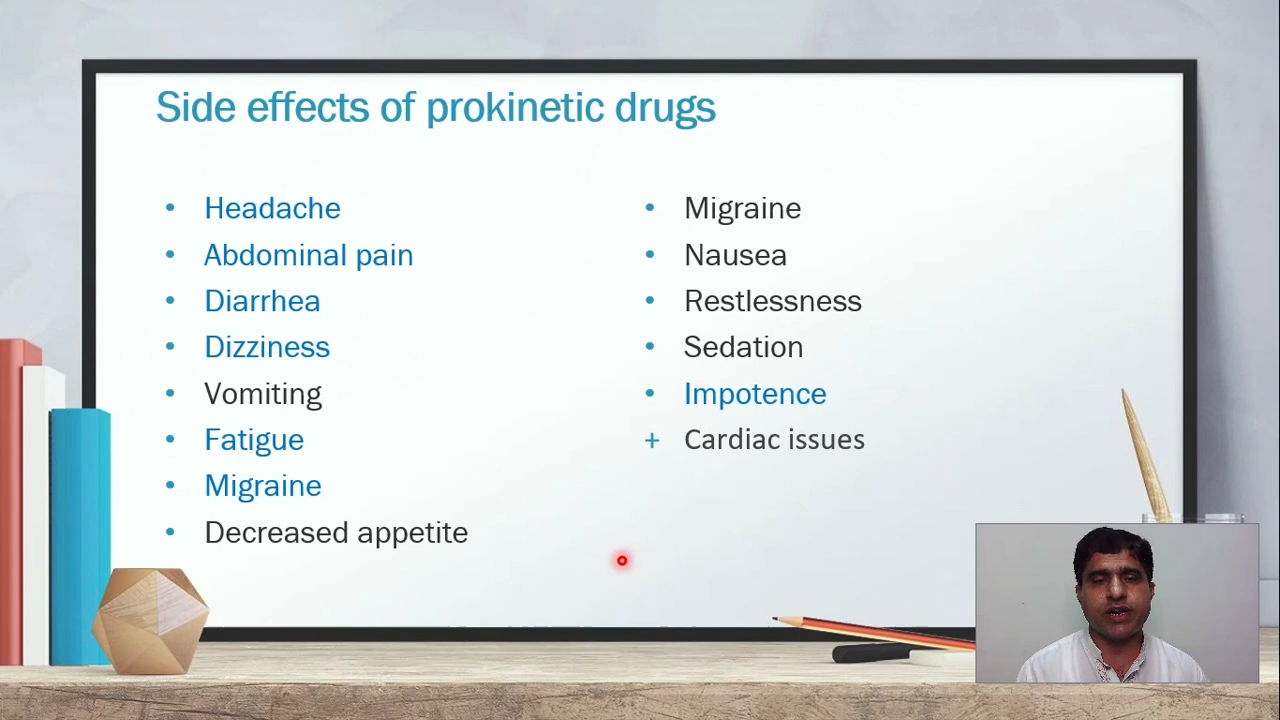 Side effects of prokinetic drugs
• Headache
• Abdominal pain
• Diarrhea
• Dizziness
• Vomiting
• Fatigue
• Migraine
• Decreased appetite
• Migraine
• Nausea
• Restlessness
• Sedation
• Impotence
+ Cardiac issues